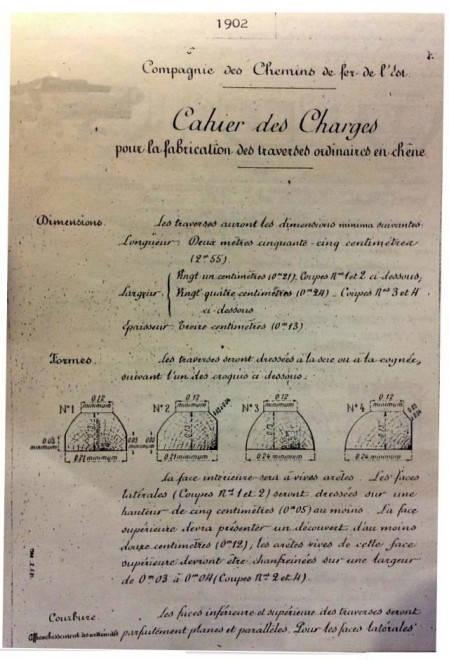 1902
Compagnie des Chemins de fer de l'Est.
Cahier des Charges
pour la fabrication des traverses ordinaires en chêne
Dimensions.
Les traverses auront les dimensions minima suivantes:
Longueur: Deux mètres cinquante-cinq centimètres
(2m55)
Largeur:
Vingt un centimètres (0m21), Coupes Nos 1 et 2 ci-dessous,
Vingt quatre centimètres (0m24) _ Coupes Nos 3 et 4
ci-dessous
Épaisseur: Treize centimètres (0m13)
Formes.
Les traverses seront dressées à la scie ou à la cognée,
suivant l'un des croquis ci-dessous:
N°1 0.12 minimum 0.21 minimum
N°2 0.12 minimum 0.21 minimum
N°3 0.12 minimum 0.24 minimum
N°4 0.12 minimum 0.24 minimum
La face intérieure sera à vives arêtes. Les faces
latérales (Coupes Nos 1 et 2) seront dressées sur une
hauteur de cinq centimètres (0m05) au moins. La face
supérieure devra présenter un découvert d'au moins
douze centimètres (0m12); les arêtes vives de cette face
supérieure devront être chanfreinées sur une largeur
de 0m03 à 0m04 (Coupes Nos 2 et 4).
Courbure.
Les faces inférieure et supérieure des traverses seront
parfaitement planes et parallèles. Pour les faces latérales